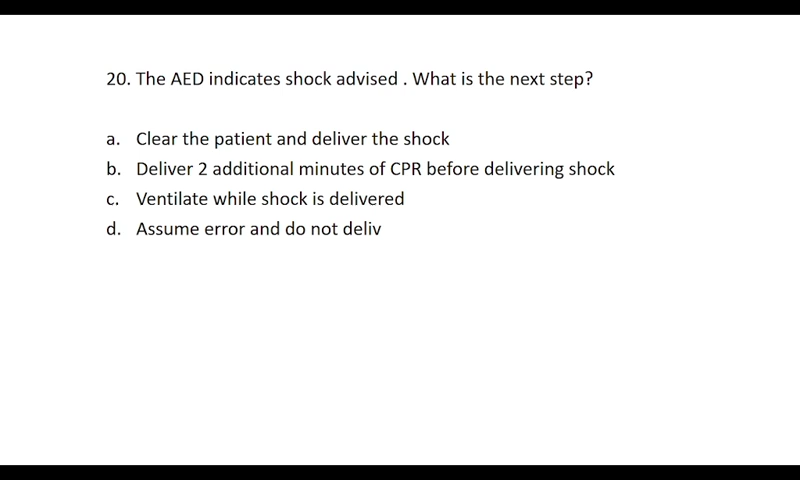 20. The AED indicates shock advised . What is the next step?
a. Clear the patient and deliver the shock
b. Deliver 2 additional minutes of CPR before delivering shock
c. Ventilate while shock is delivered
d. Assume error and do not deliv